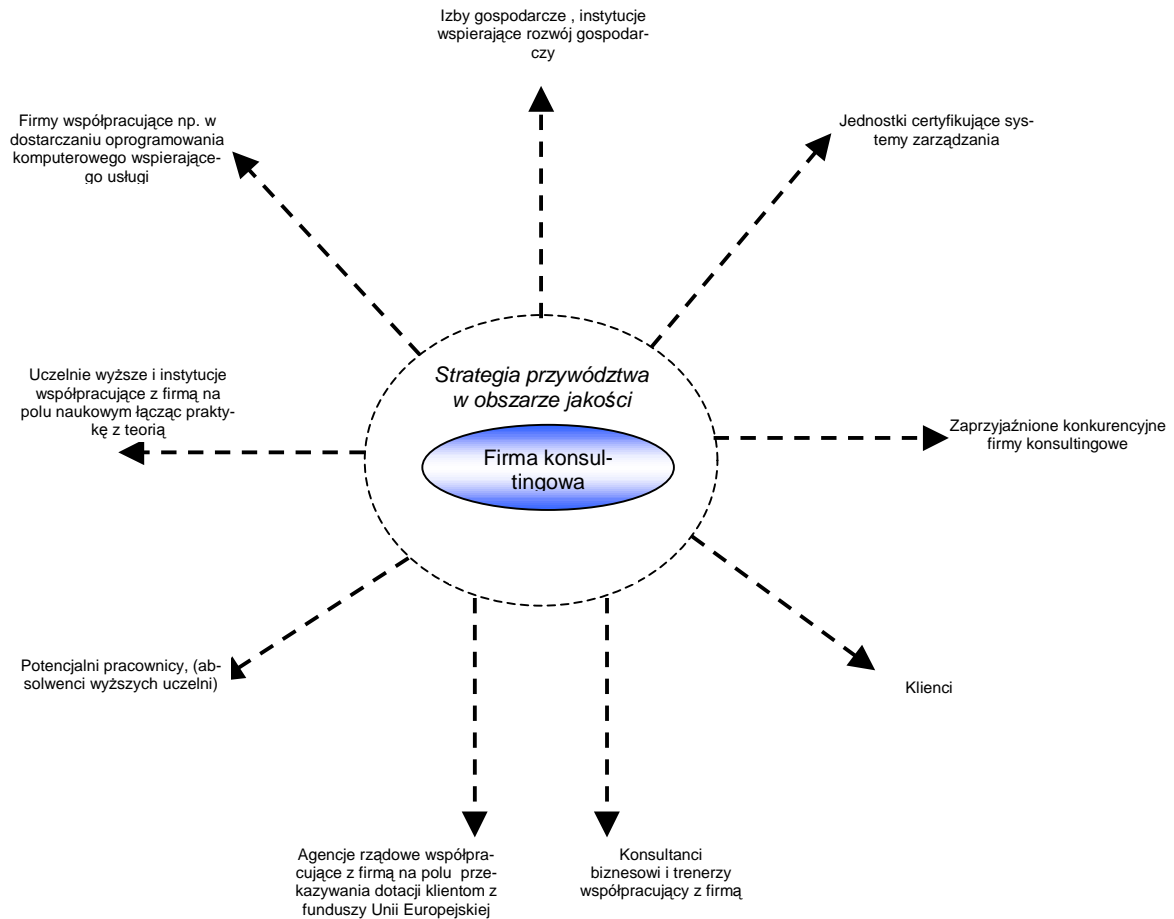 Izby gospodarcze , instytucje
wspierające rozwój gospodar-
czy
Firmy współpracujące np. w
dostarczaniu oprogramowania
komputerowego wspierające-
go usługi
Jednostki certyfikujące sys-
temy zarządzania
Strategia przywództwa
w obszarze jakości
Uczelnie wyższe i instytucje
współpracujące z firmą na
polu naukowym łącząc prakty-
kę z teorią
Zaprzyjaźnione konkurencyjne
firmy konsultingowe
Firma konsul-
tingowa
Potencjalni pracownicy, (ab-
solwenci wyższych uczelni)
Klienci
Agencje rządowe współpra-
cujące z firmą na polu prze-
kazywania dotacji klientom z
funduszy Unii Europejskiej
Konsultanci
biznesowi i trenerzy
współpracujący z firmą